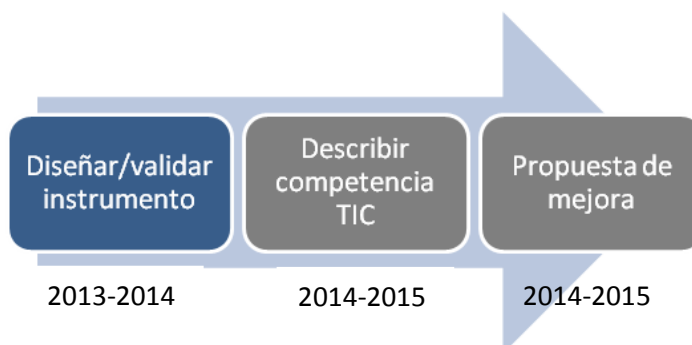 Diseñar/validar
instrumento
Describir
competencia
TIC
Propuesta de
mejora
2013-2014
2014-2015
2014-2015